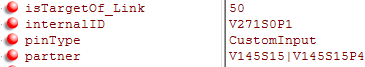 isTargetOf_Link 50
internalID V271S0P1
pinType CustomInput
partner V145S15|V145S15P4